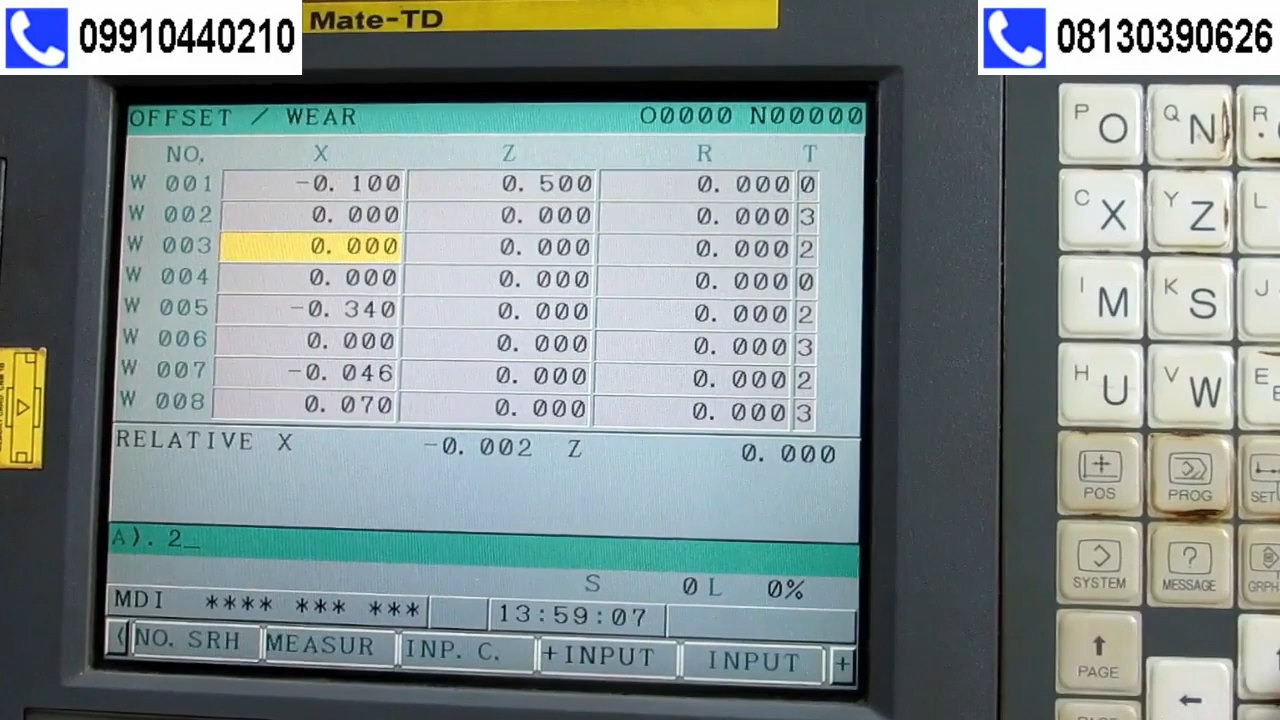 09910440210
Mate-TD
08130390626
OFFSET / WEAR O0000 N00000
NO. X Z R T
W 001 -0.100 0.500 0.000 0
W 002 0.000 0.000 0.000 3
W 003 0.000 0.000 0.000 2
W 004 0.000 0.000 0.000 0
W 005 -0.340 0.000 0.000 2
W 006 0.000 0.000 0.000 3
W 007 -0.046 0.000 0.000 2
W 008 0.070 0.000 0.000 3
RELATIVE X -0.002 Z 0.000
A).2_
S 0 L 0%
MDI **** *** *** 13:59:07
NO. SRH MEASUR INP. C. +INPUT INPUT +
P O Q N R
C X Y Z L
I M K S J
H U V W E
POS PROG SET
SYSTEM MESSAGE GRPH
PAGE